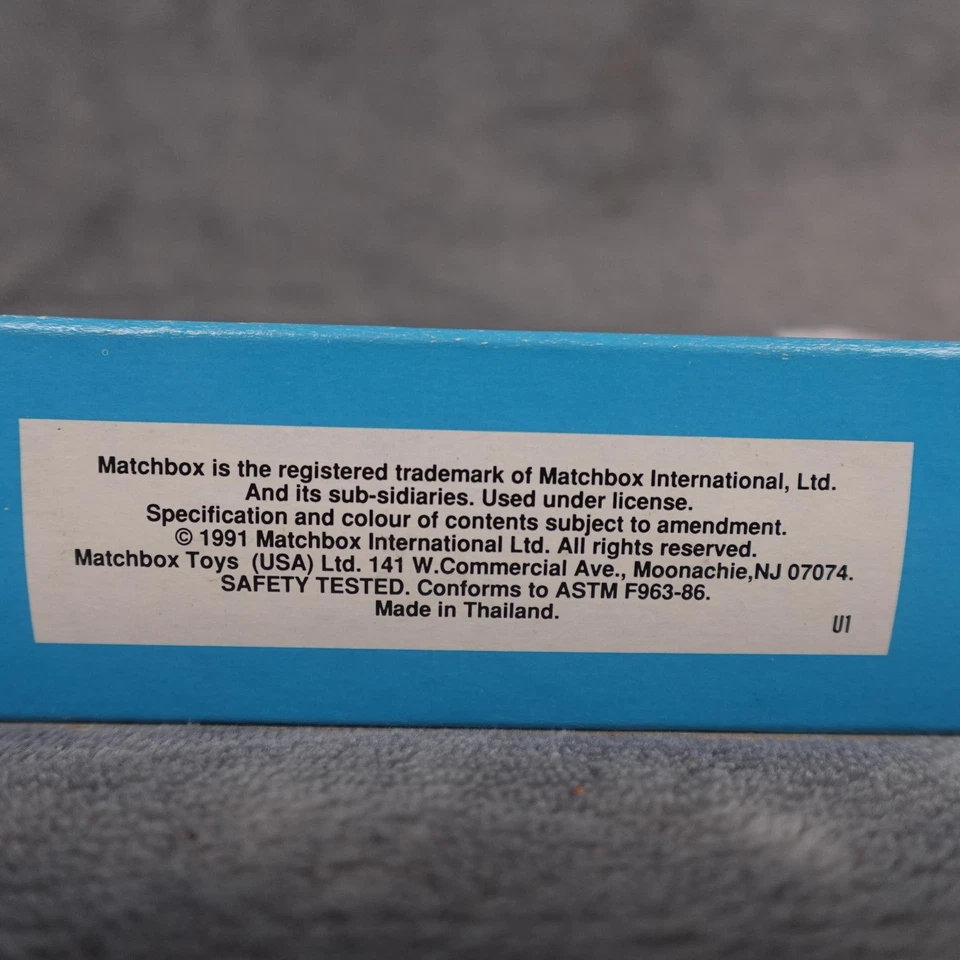 Matchbox is the registered trademark of Matchbox International, Ltd.
And its sub-sidiaries. Used under license.
Specification and colour of contents subject to amendment.
© 1991 Matchbox International Ltd. All rights reserved.
Matchbox Toys (USA) Ltd. 141 W.Commercial Ave., Moonachie,NJ 07074.
SAFETY TESTED. Conforms to ASTM F963-86.
Made in Thailand.
U1